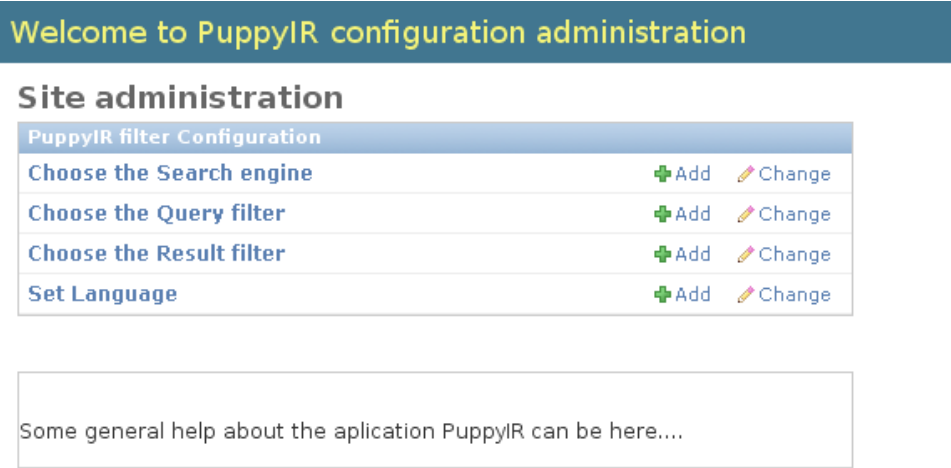 Welcome to PuppyIR configuration administration
Site administration
PuppyIR filter Configuration
Choose the Search engine Add Change
Choose the Query filter Add Change
Choose the Result filter Add Change
Set Language Add Change
Some general help about the aplication PuppyIR can be here....